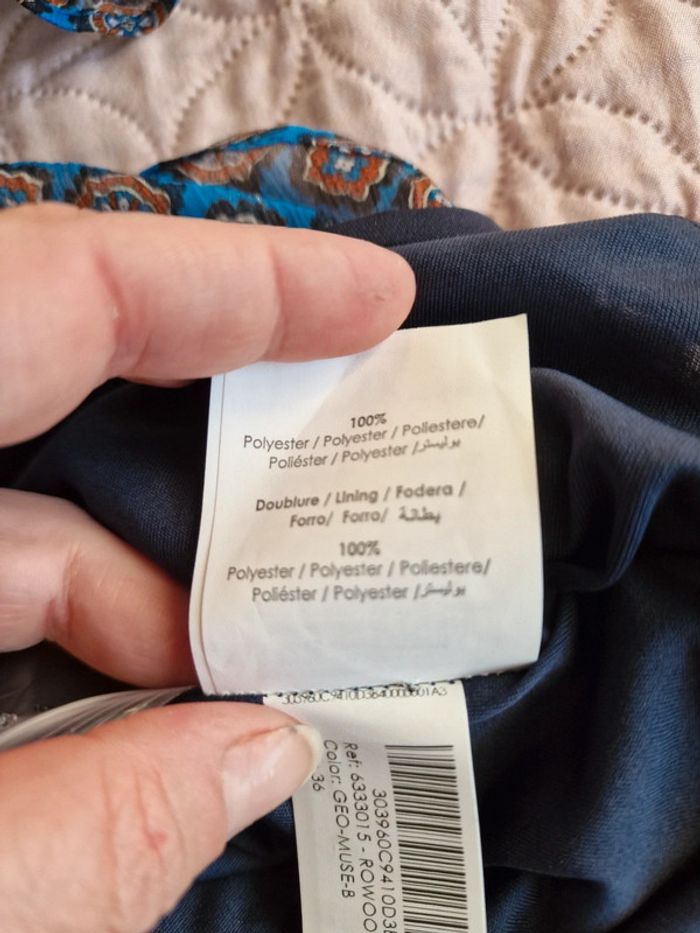 100%
Polyester / Polyester / Poliestere/
Poliéster / Polyester / بوليستر
Doublure / Lining / Fodera /
Forro/ Forro/ بطانة
100%
Polyester / Polyester / Poliestere/
Poliéster / Polyester / بوليستر
303960C9410D3
Ref: 6333015 - ROWOO
Color: GEO-MUSE-B
36